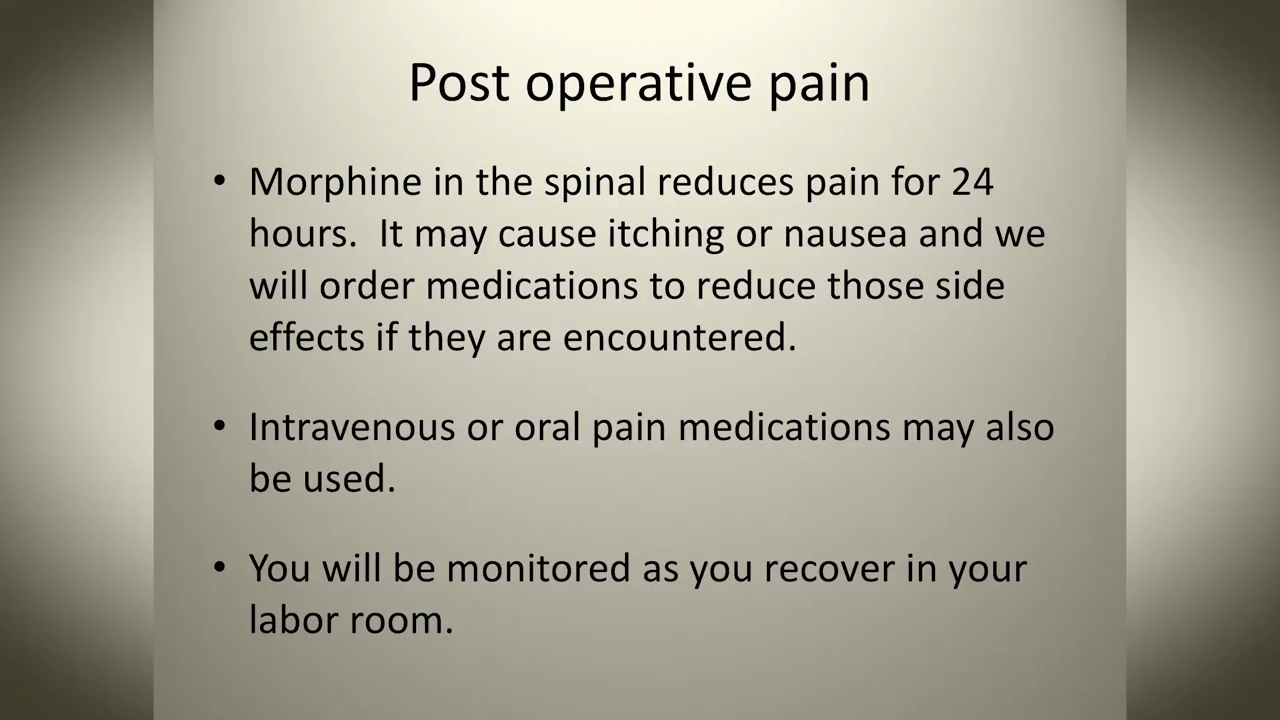 Post operative pain
• Morphine in the spinal reduces pain for 24
hours.  It may cause itching or nausea and we
will order medications to reduce those side
effects if they are encountered.
• Intravenous or oral pain medications may also
be used.
• You will be monitored as you recover in your
labor room.